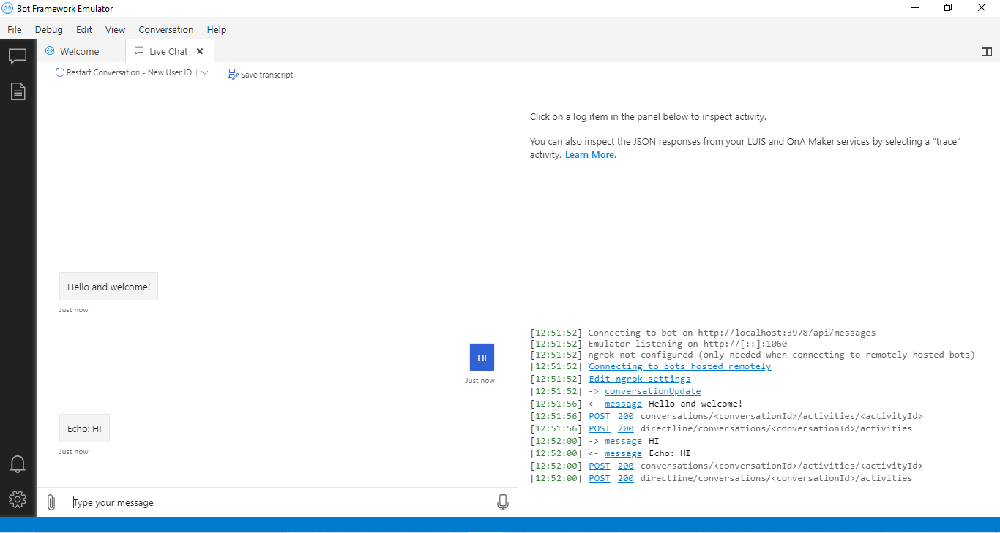 Bot Framework Emulator
File Debug Edit View Conversation Help
Welcome Live Chat
Restart Conversation - New User ID Save transcript
Hello and welcome!
Just now
HI
Just now
Echo: HI
Just now
Type your message
Click on a log item in the panel below to inspect activity.
You can also inspect the JSON responses from your LUIS and QnA Maker services by selecting a "trace"
activity. Learn More.
[12:51:52] Connecting to bot on http://localhost:3978/api/messages
[12:51:52] Emulator listening on http://[::]:1060
[12:51:52] ngrok not configured (only needed when connecting to remotely hosted bots)
[12:51:52] Connecting to bots hosted remotely
[12:51:52] Edit ngrok settings
[12:51:52] -> conversationUpdate
[12:51:56] <- message Hello and welcome!
[12:51:56] POST 200 conversations/<conversationId>/activities/<activityId>
[12:51:56] POST 200 directline/conversations/<conversationId>/activities
[12:52:00] -> message HI
[12:52:00] <- message Echo: HI
[12:52:00] POST 200 conversations/<conversationId>/activities/<activityId>
[12:52:00] POST 200 directline/conversations/<conversationId>/activities